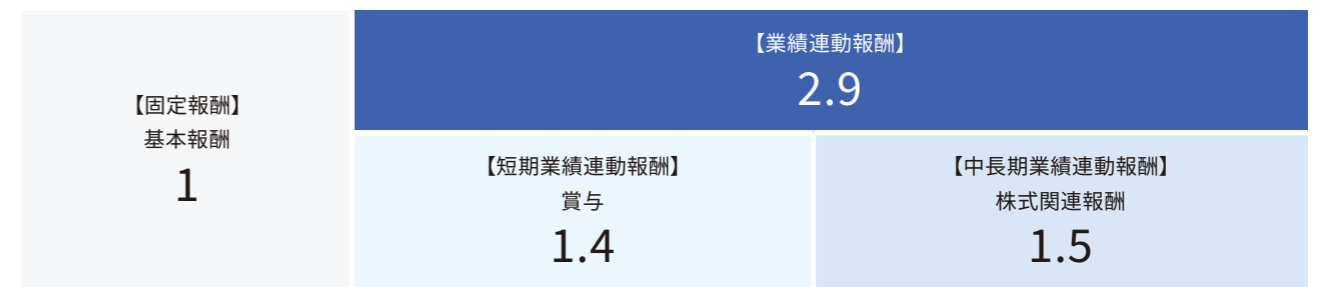 【固定報酬】
基本報酬
1
【業績連動報酬】
2.9
【短期業績連動報酬】
賞与
1.4
【中長期業績連動報酬】
株式関連報酬
1.5